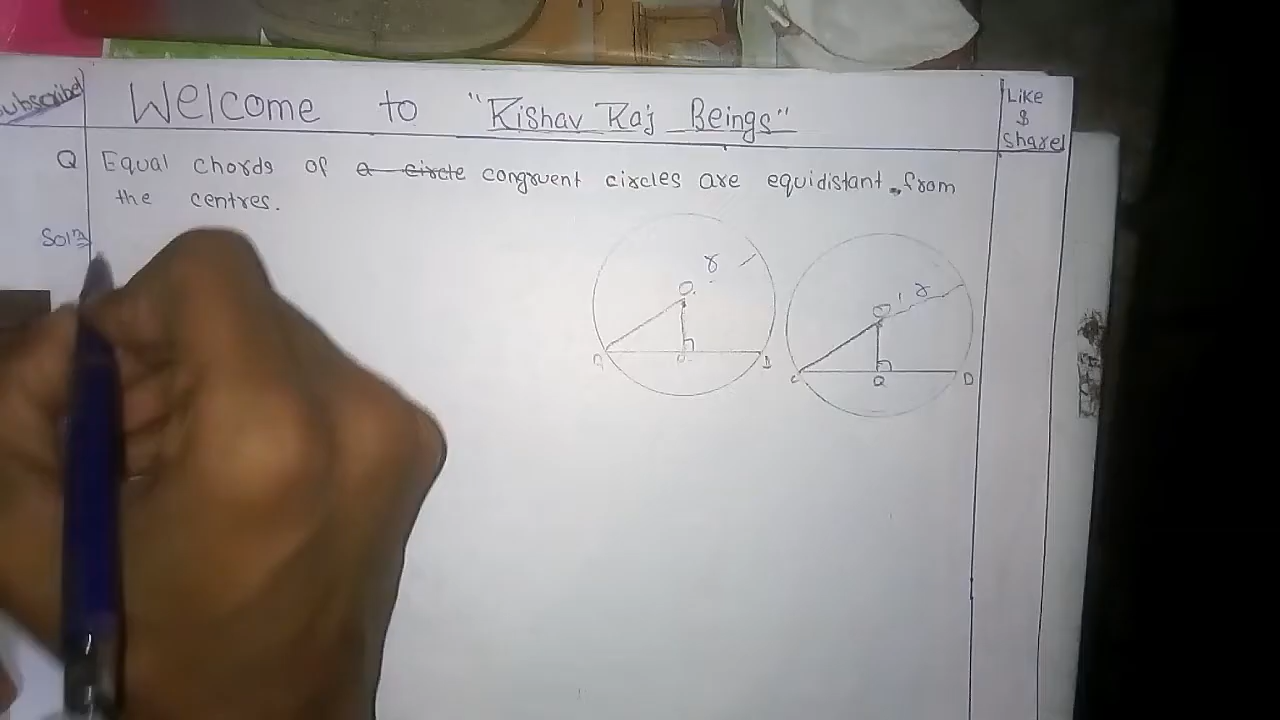 Subscribe
Welcome to "Rishav Raj Beings"
Like
&
Share!
Q Equal chords of a circle congruent circles are equidistant from
the centres.
Soln
r
O
A
B
O' r
C
Q
D